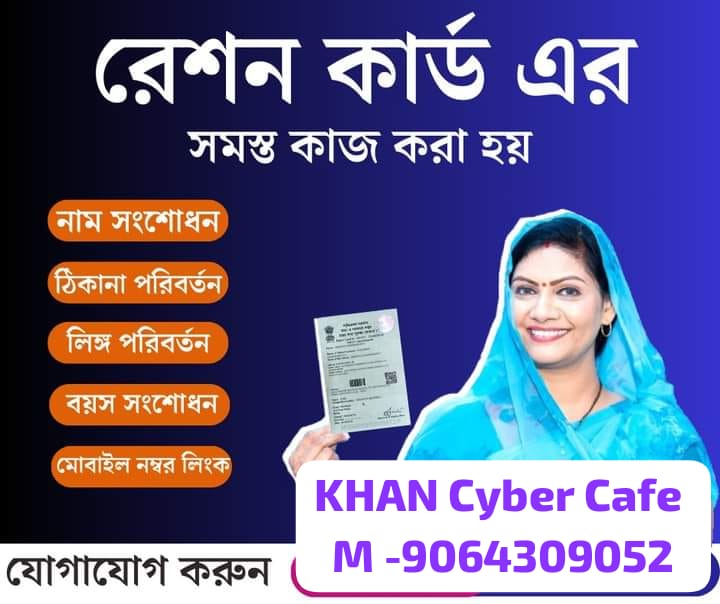 রেশন কার্ড এর
সমস্ত কাজ করা হয়
নাম সংশোধন
ঠিকানা পরিবর্তন
লিঙ্গ পরিবর্তন
বয়স সংশোধন
মোবাইল নম্বর লিংক
KHAN Cyber Cafe
M -9064309052
যোগাযোগ করুন